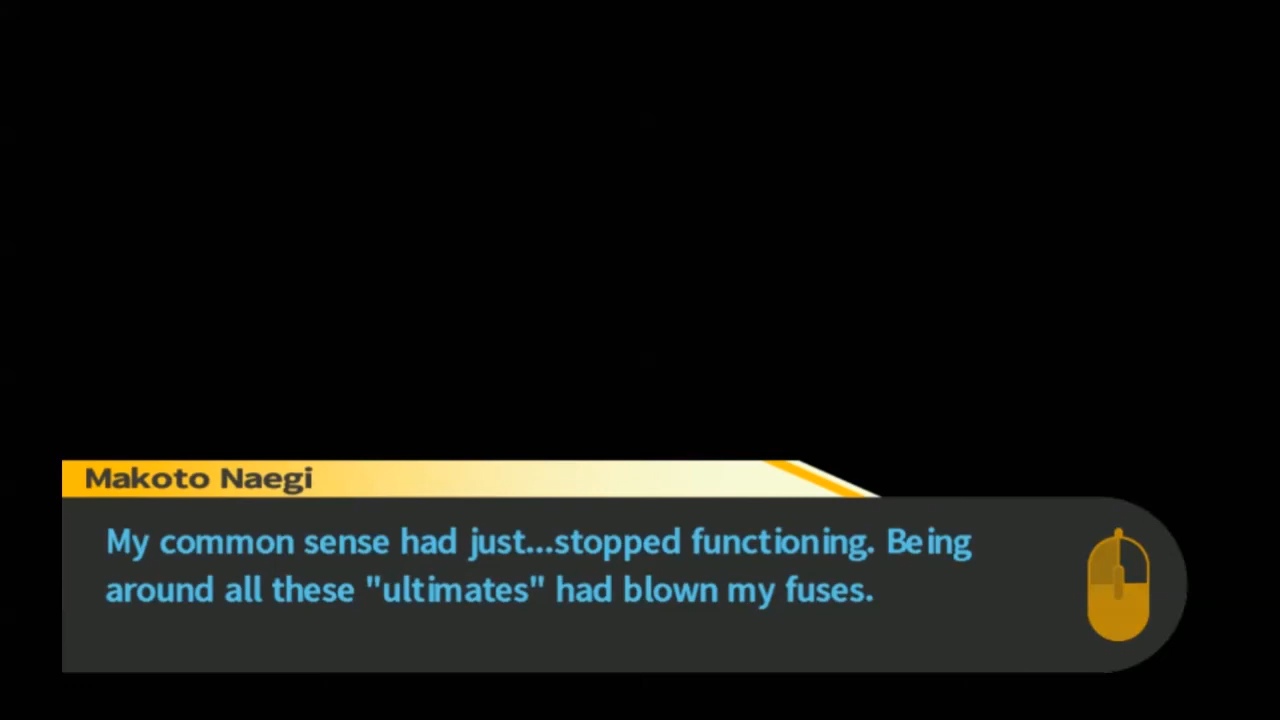 Makoto Naegi
My common sense had just...stopped functioning. Being
around all these "ultimates" had blown my fuses.